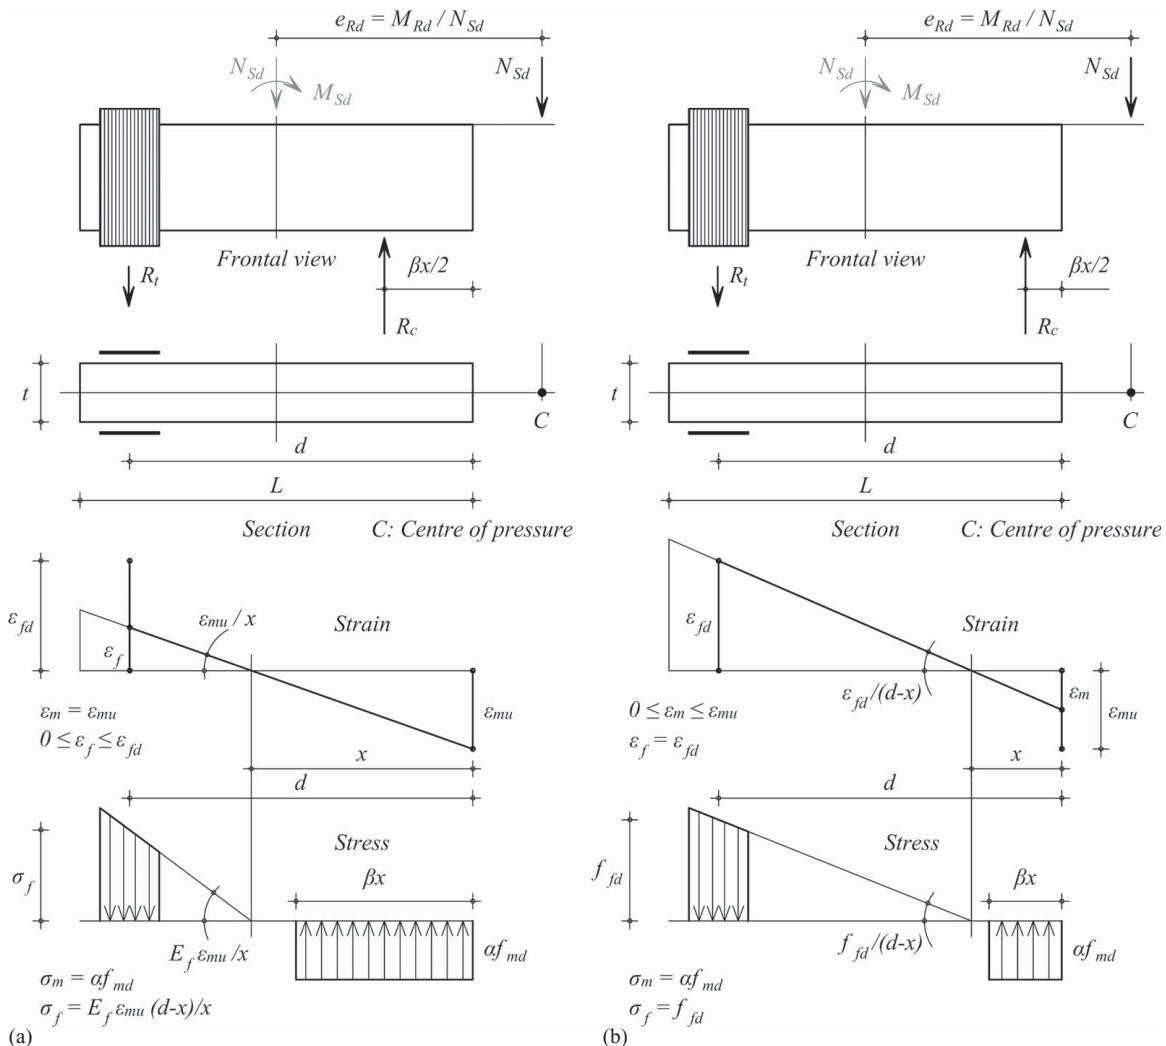 e_Rd = M_Rd / N_Sd
N_Sd
N_Sd
M_Sd
Frontal view
R_t
βx/2
R_c
t
C
d
L
Section
C: Centre of pressure
ε_fd
ε_mu / x
Strain
ε_f
ε_m = ε_mu
0 ≤ ε_f ≤ ε_fd
ε_mu
x
d
Stress
σ_f
βx
E_f ε_mu /x
αf_md
σ_m = αf_md
σ_f = E_f ε_mu (d-x)/x
(a)
e_Rd = M_Rd / N_Sd
N_Sd
N_Sd
M_Sd
Frontal view
R_t
βx/2
R_c
t
C
d
L
Section
C: Centre of pressure
ε_fd
Strain
ε_fd /(d-x)
ε_m
ε_mu
0 ≤ ε_m ≤ ε_mu
ε_f = ε_fd
x
d
Stress
f_fd
βx
f_fd /(d-x)
αf_md
σ_m = αf_md
σ_f = f_fd
(b)